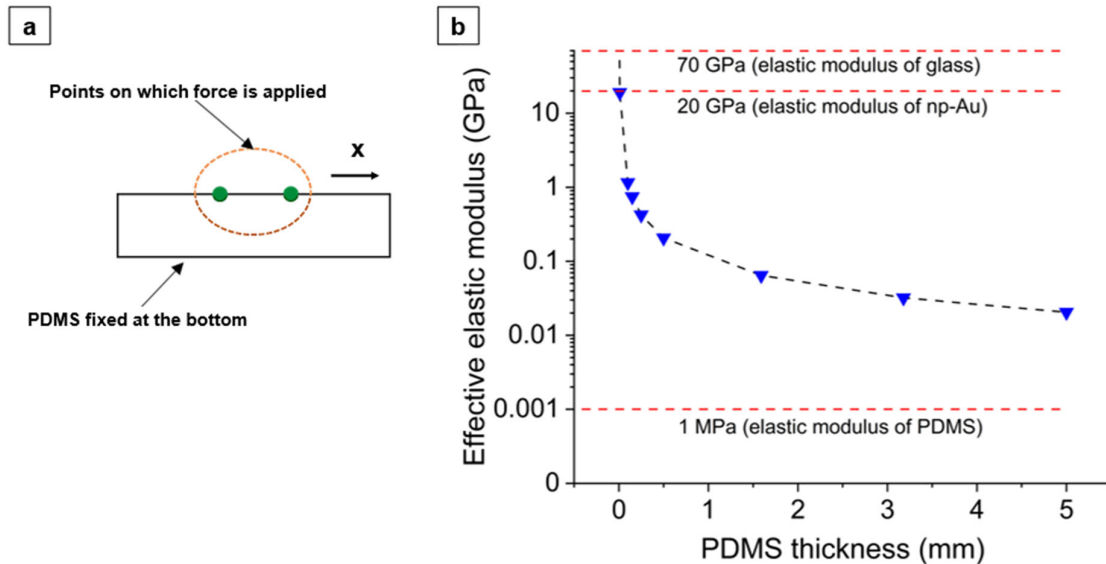 a
Points on which force is applied
x
PDMS fixed at the bottom
b
Effective elastic modulus (GPa)
10
1
0.1
0.01
0.001
0
70 GPa (elastic modulus of glass)
20 GPa (elastic modulus of np-Au)
1 MPa (elastic modulus of PDMS)
0 1 2 3 4 5
PDMS thickness (mm)